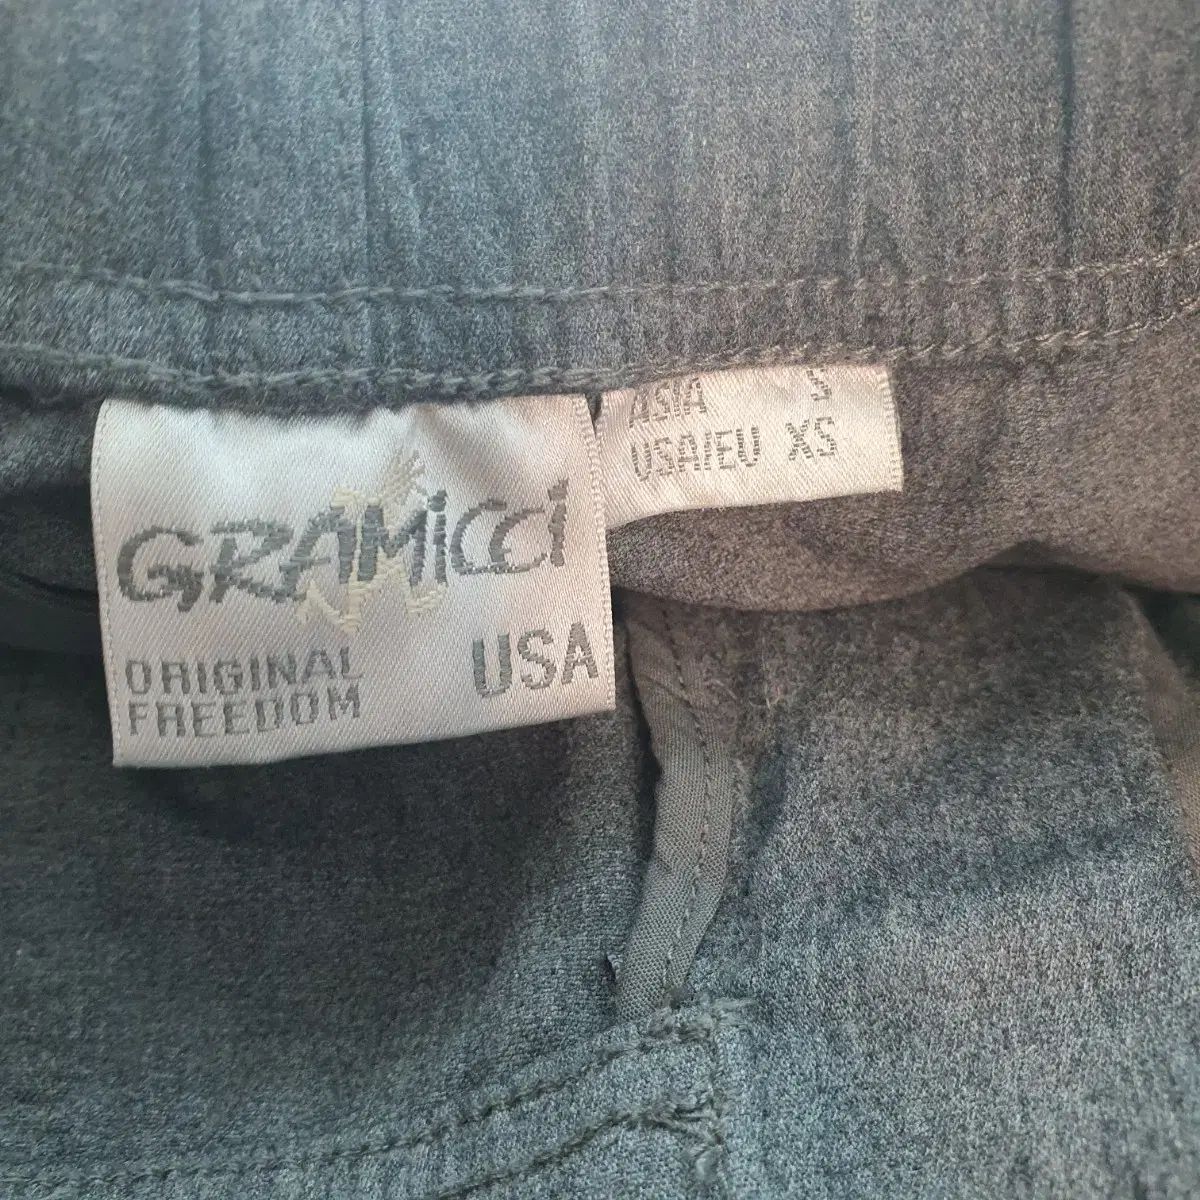 GRAMiCCi
ORIGINAL
FREEDOM
USA
ASIA S
USA/EU XS